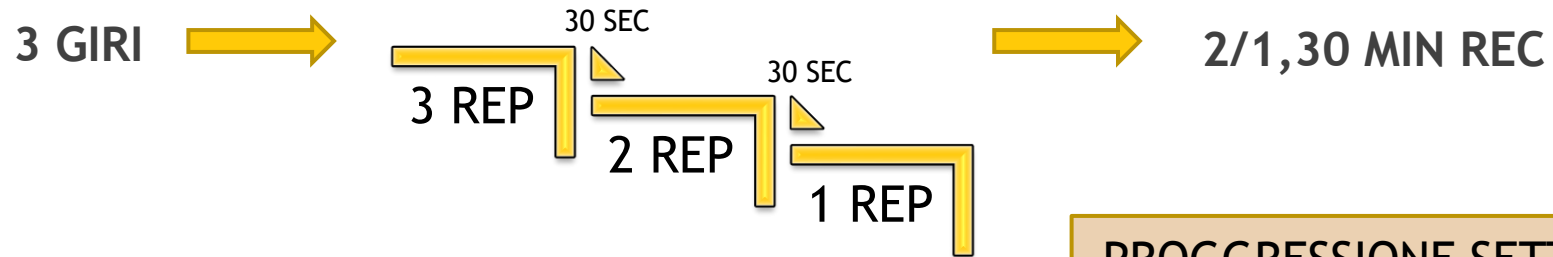 3 GIRI
30 SEC
30 SEC
2/1,30 MIN REC
3 REP
2 REP
1 REP